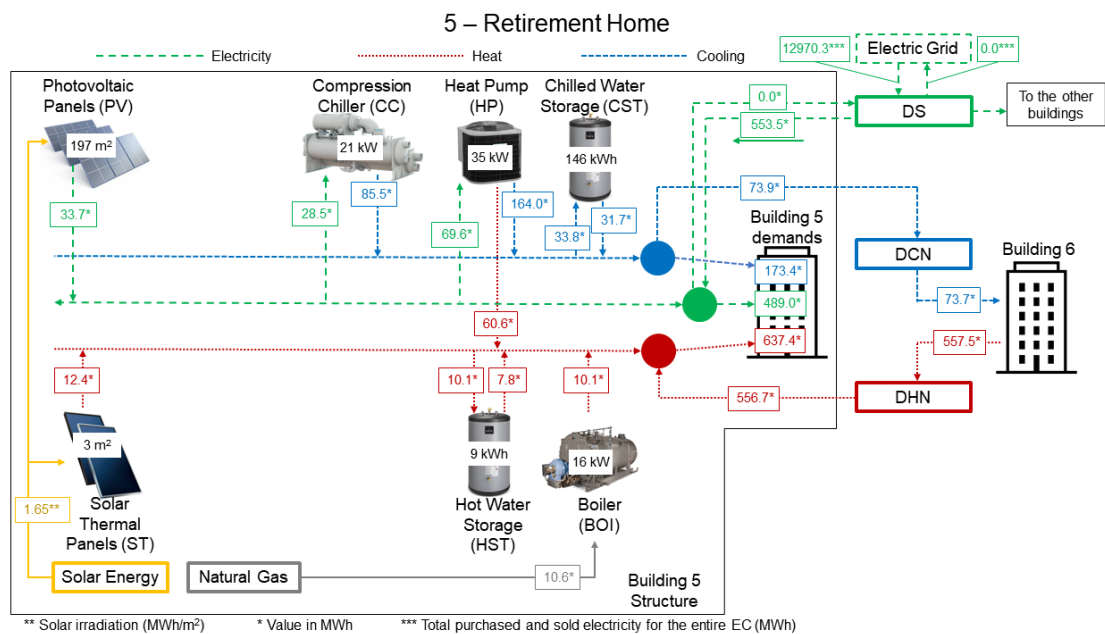 5 – Retirement Home
Electricity
Heat
Cooling
12970.3***
Electric Grid
0.0***
DS
To the other
buildings
0.0*
553.5*
Photovoltaic
Panels (PV)
197 m²
33.7*
Compression
Chiller (CC)
21 kW
28.5*
85.5*
Heat Pump
(HP)
35 kW
69.6*
164.0*
60.6*
Chilled Water
Storage (CST)
146 kWh
33.8*
31.7*
73.9*
Building 5
demands
173.4*
489.0*
637.4*
DCN
73.7*
Building 6
557.5*
DHN
556.7*
12.4*
3 m²
Solar
Thermal
Panels (ST)
1.65**
10.1*
7.8*
9 kWh
Hot Water
Storage
(HST)
10.1*
16 kW
Boiler
(BOI)
Solar Energy
Natural Gas
10.6*
Building 5
Structure
** Solar irradiation (MWh/m²)
* Value in MWh
*** Total purchased and sold electricity for the entire EC (MWh)